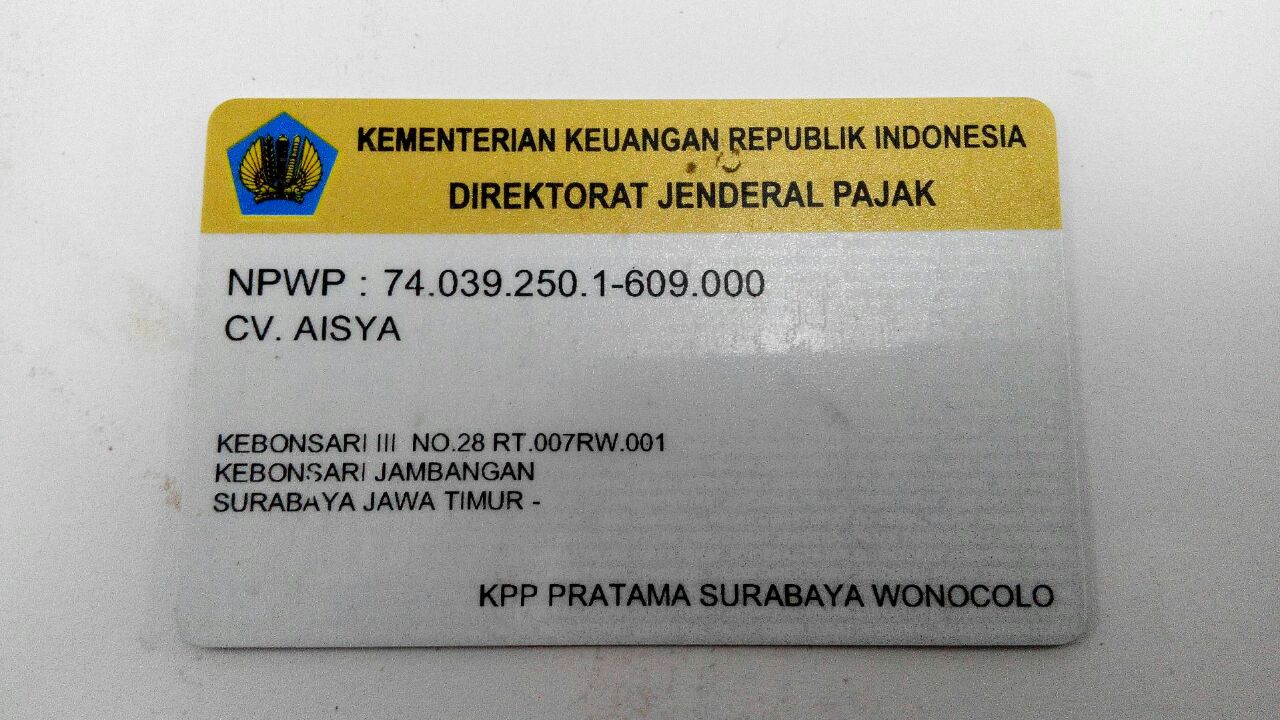 KEMENTERIAN KEUANGAN REPUBLIK INDONESIA
DIREKTORAT JENDERAL PAJAK
NPWP : 74.039.250.1-609.000
CV. AISYA
KEBONSARI III NO.28 RT.007RW.001
KEBONSARI JAMBANGAN
SURABAYA JAWA TIMUR -
KPP PRATAMA SURABAYA WONOCOLO